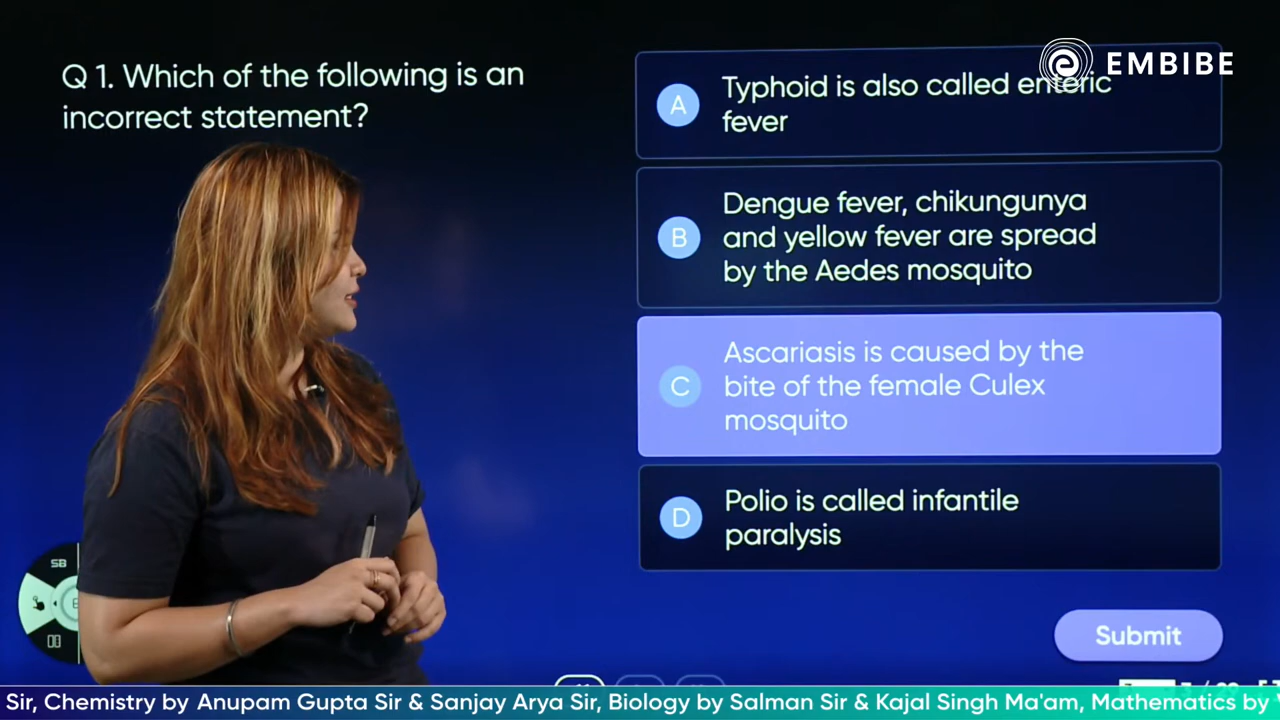 EMBIBE
Q 1. Which of the following is an
incorrect statement?
A
Typhoid is also called enteric
fever
B
Dengue fever, chikungunya
and yellow fever are spread
by the Aedes mosquito
C
Ascariasis is caused by the
bite of the female Culex
mosquito
D
Polio is called infantile
paralysis
SB
Submit
Sir, Chemistry by Anupam Gupta Sir & Sanjay Arya Sir, Biology by Salman Sir & Kajal Singh Ma'am, Mathematics by